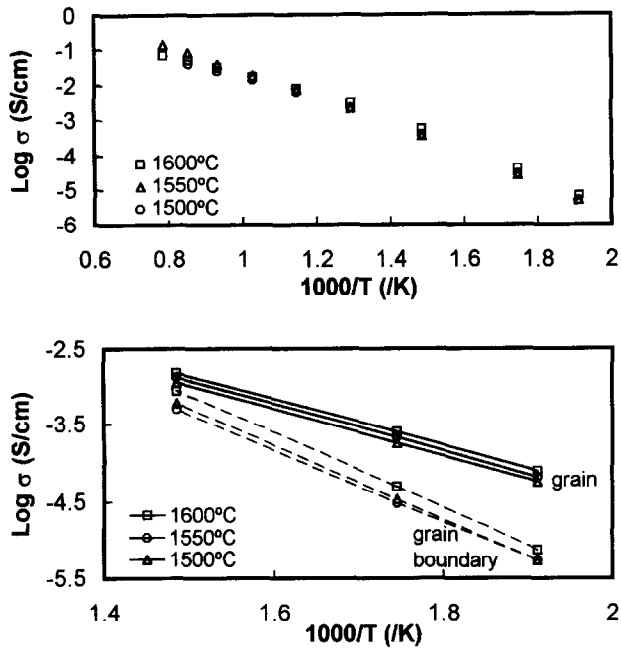 0
-1
-2
-3
-4
-5
-6
Log σ (S/cm)
1600ºC
1550ºC
1500ºC
0.6 0.8 1 1.2 1.4 1.6 1.8 2
1000/T (/K)
-2.5
-3.5
-4.5
-5.5
Log σ (S/cm)
grain
1600ºC
1550ºC
1500ºC
grain
boundary
1.4 1.6 1.8 2
1000/T (/K)